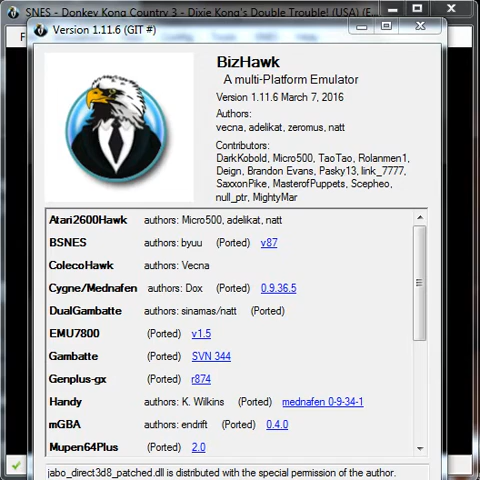 SNES - Donkey Kong Country 3 - Dixie Kong's Double Trouble! (USA) (E...
Version 1.11.6 (GIT #)
BizHawk
A multi-Platform Emulator
Version 1.11.6 March 7, 2016
Authors:
vecna, adelikat, zeromus, natt
Contributors:
DarkKobold, Micro500, TaoTao, Rolanmen1,
Deign, Brandon Evans, Pasky13, link_7777,
SaxxonPike, MasterofPuppets, Scepheo,
null_ptr, MightyMar
Atari2600Hawk authors: Micro500, adelikat, natt
BSNES authors: byuu (Ported) v87
ColecoHawk authors: Vecna
Cygne/Mednafen authors: Dox (Ported) 0.9.36.5
DualGambatte authors: sinamas/natt (Ported)
EMU7800 (Ported) v1.5
Gambatte (Ported) SVN 344
Genplus-gx (Ported) r874
Handy authors: K. Wilkins (Ported) mednafen 0-9-34-1
mGBA authors: endrift (Ported) 0.4.0
Mupen64Plus (Ported) 2.0
jabo_direct3d8_patched.dll is distributed with the special permission of the author.